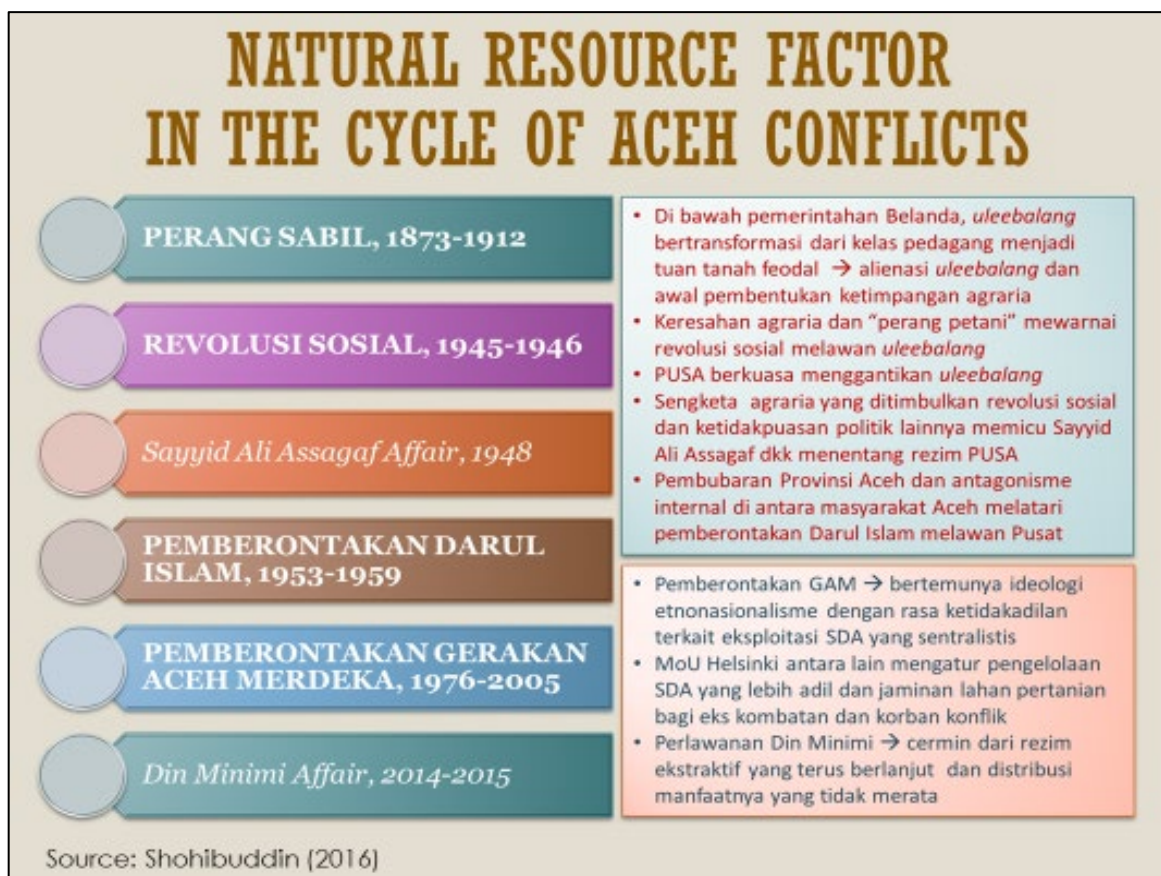 NATURAL RESOURCE FACTOR
IN THE CYCLE OF ACEH CONFLICTS
PERANG SABIL, 1873-1912
REVOLUSI SOSIAL, 1945-1946
Sayyid Ali Assagaf Affair, 1948
PEMBERONTAKAN DARUL
ISLAM, 1953-1959
PEMBERONTAKAN GERAKAN
ACEH MERDEKA, 1976-2005
Din Minimi Affair, 2014-2015
• Di bawah pemerintahan Belanda, uleebalang
bertransformasi dari kelas pedagang menjadi
tuan tanah feodal → alienasi uleebalang dan
awal pembentukan ketimpangan agraria
• Keresahan agraria dan “perang petani” mewarnai
revolusi sosial melawan uleebalang
• PUSA berkuasa menggantikan uleebalang
• Sengketa agraria yang ditimbulkan revolusi sosial
dan ketidakpuasan politik lainnya memicu Sayyid
Ali Assagaf dkk menentang rezim PUSA
• Pembubaran Provinsi Aceh dan antagonisme
internal di antara masyarakat Aceh melatari
pemberontakan Darul Islam melawan Pusat
• Pemberontakan GAM → bertemunya ideologi
etnonasionalisme dengan rasa ketidakadilan
terkait eksploitasi SDA yang sentralistis
• MoU Helsinki antara lain mengatur pengelolaan
SDA yang lebih adil dan jaminan lahan pertanian
bagi eks kombatan dan korban konflik
• Perlawanan Din Minimi → cermin dari rezim
ekstraktif yang terus berlanjut dan distribusi
manfaatnya yang tidak merata
Source: Shohibuddin (2016)